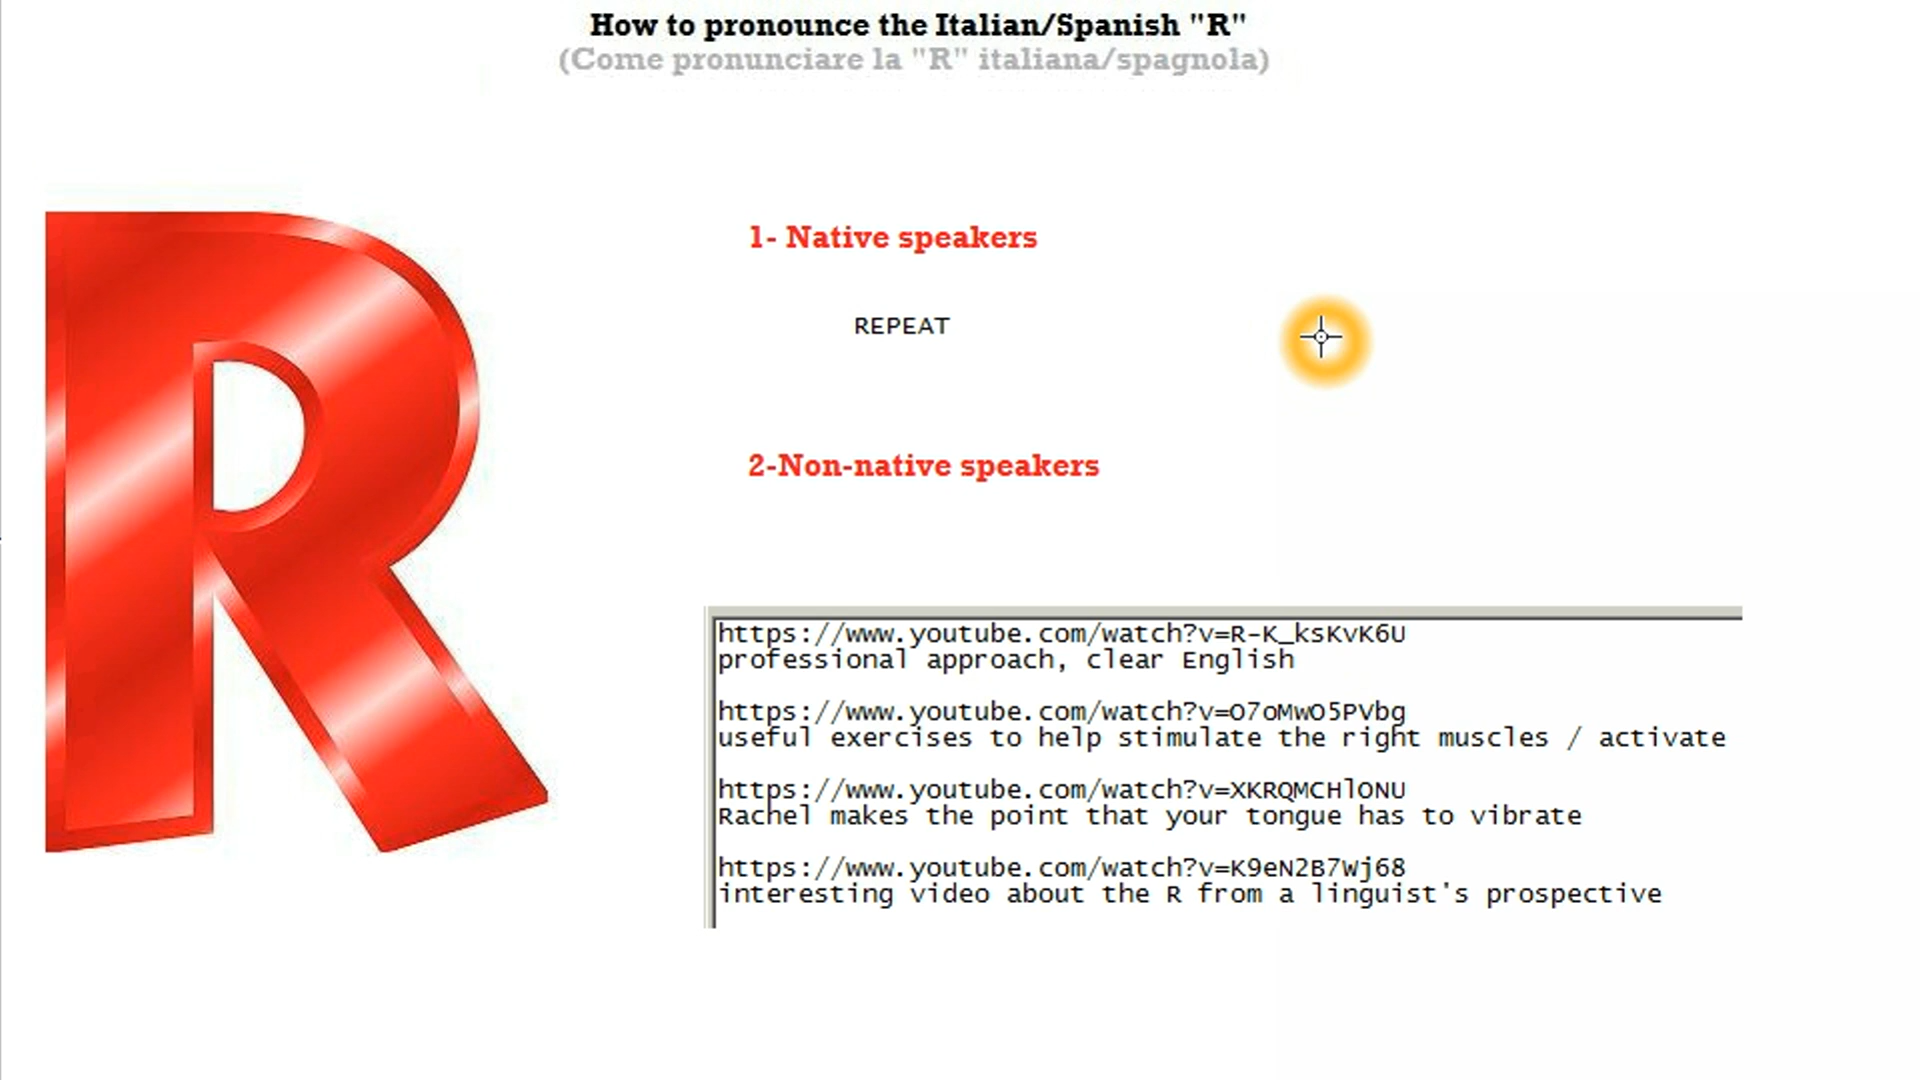 How to pronounce the Italian/Spanish "R"
(Come pronunciare la "R" italiana/spagnola)
R
1- Native speakers
REPEAT
2-Non-native speakers
https://www.youtube.com/watch?v=R-K_ksKvK6U
professional approach, clear English
https://www.youtube.com/watch?v=O7oMwO5PVbg
useful exercises to help stimulate the right muscles / activate
https://www.youtube.com/watch?v=XKRQMCHlONU
Rachel makes the point that your tongue has to vibrate
https://www.youtube.com/watch?v=K9eN2B7Wj68
interesting video about the R from a linguist's prospective